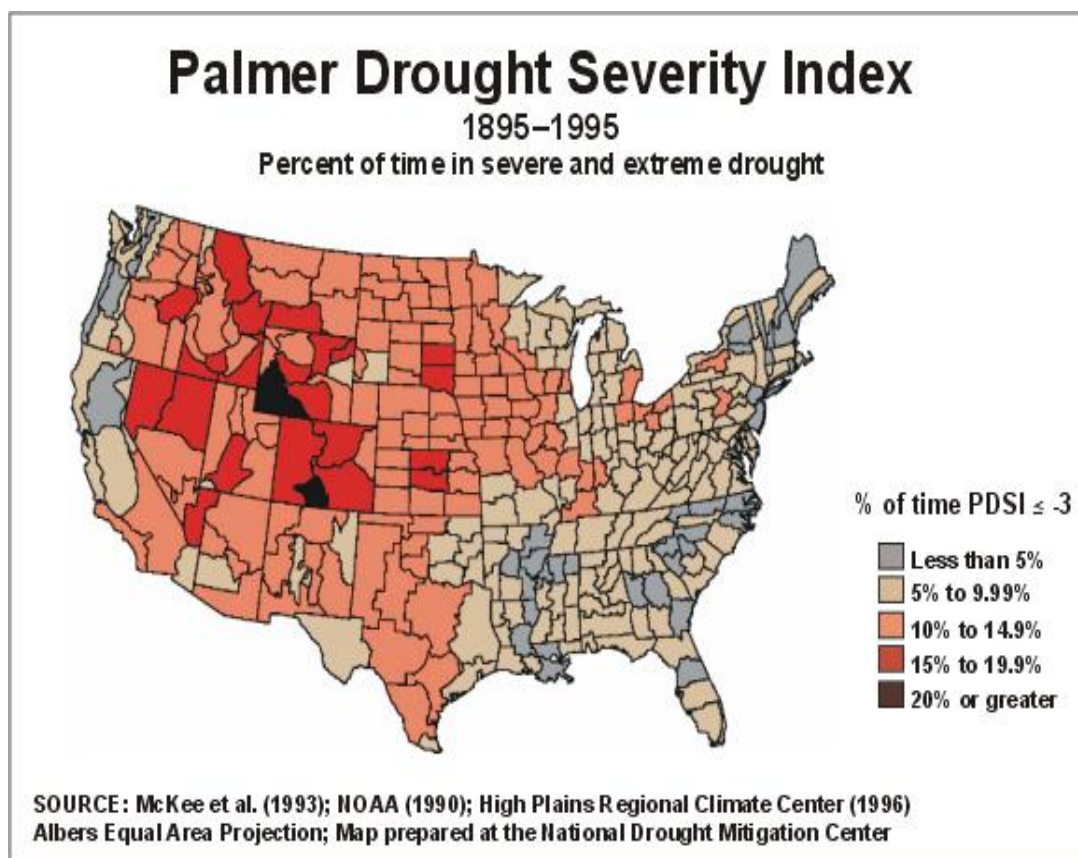 Palmer Drought Severity Index
1895–1995
Percent of time in severe and extreme drought
% of time PDSI ≤ -3
Less than 5%
5% to 9.99%
10% to 14.9%
15% to 19.9%
20% or greater
SOURCE: McKee et al. (1993); NOAA (1990); High Plains Regional Climate Center (1996)
Albers Equal Area Projection; Map prepared at the National Drought Mitigation Center